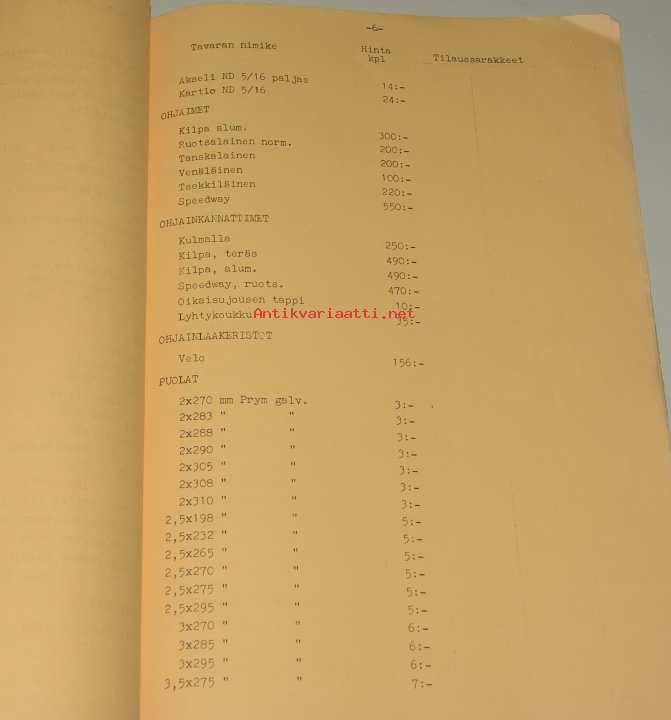 -6-
Tavaran nimike Hinta kpl Tilaussarakkeet
Akseli ND 5/16 paljas 14:-
Kartio ND 5/16 24:-
OHJAIMET
Kilpa alum. 300:-
Ruotsalainen norm. 200:-
Tanskalainen 200:-
Venäläinen 100:-
Tsekkiläinen 220:-
Speedway 550:-
OHJAINKANNATTIMET
Kulmalla 250:-
Kilpa, teräs 490:-
Kilpa, alum. 490:-
Speedway, ruots. 470:-
Oikaisujousen tappi 10:-
Lyhtykoukku 35:-
Antikvariaatti.net
OHJAINLAAKERISTOT
Velo 156:-
PUOLAT
2x270 mm Prym galv. 3:-
2x283 " " 3:-
2x288 " " 3:-
2x290 " " 3:-
2x305 " " 3:-
2x308 " " 3:-
2x310 " " 3:-
2,5x198 " " 5:-
2,5x232 " " 5:-
2,5x265 " " 5:-
2,5x270 " " 5:-
2,5x275 " " 5:-
2,5x295 " " 5:-
3x270 " " 6:-
3x285 " " 6:-
3x295 " " 6:-
3,5x275 " " 7:-